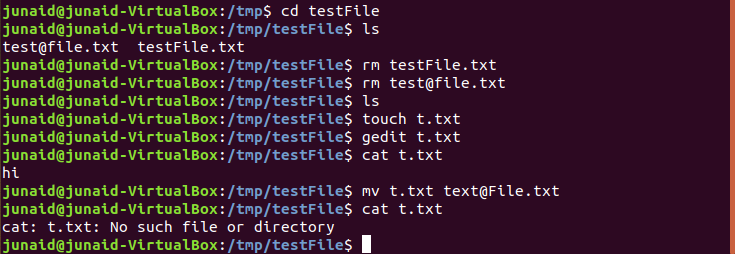 junaid@junaid-VirtualBox:/tmp$ cd testFile
junaid@junaid-VirtualBox:/tmp/testFile$ ls
test@file.txt  testFile.txt
junaid@junaid-VirtualBox:/tmp/testFile$ rm testFile.txt
junaid@junaid-VirtualBox:/tmp/testFile$ rm test@file.txt
junaid@junaid-VirtualBox:/tmp/testFile$ ls
junaid@junaid-VirtualBox:/tmp/testFile$ touch t.txt
junaid@junaid-VirtualBox:/tmp/testFile$ gedit t.txt
junaid@junaid-VirtualBox:/tmp/testFile$ cat t.txt
hi
junaid@junaid-VirtualBox:/tmp/testFile$ mv t.txt text@File.txt
junaid@junaid-VirtualBox:/tmp/testFile$ cat t.txt
cat: t.txt: No such file or directory
junaid@junaid-VirtualBox:/tmp/testFile$